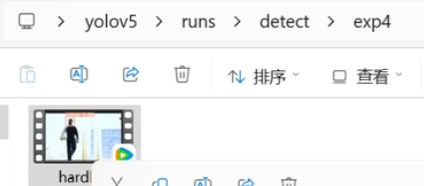 yolov5 > runs > detect > exp4
排序 查看
hard